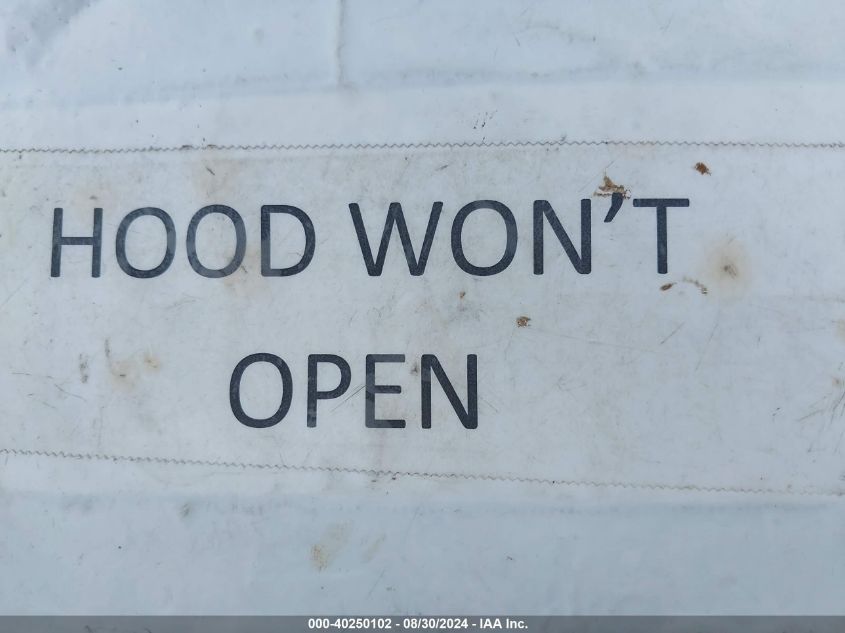 HOOD WON'T
OPEN
000-40250102 - 08/30/2024 - IAA Inc.